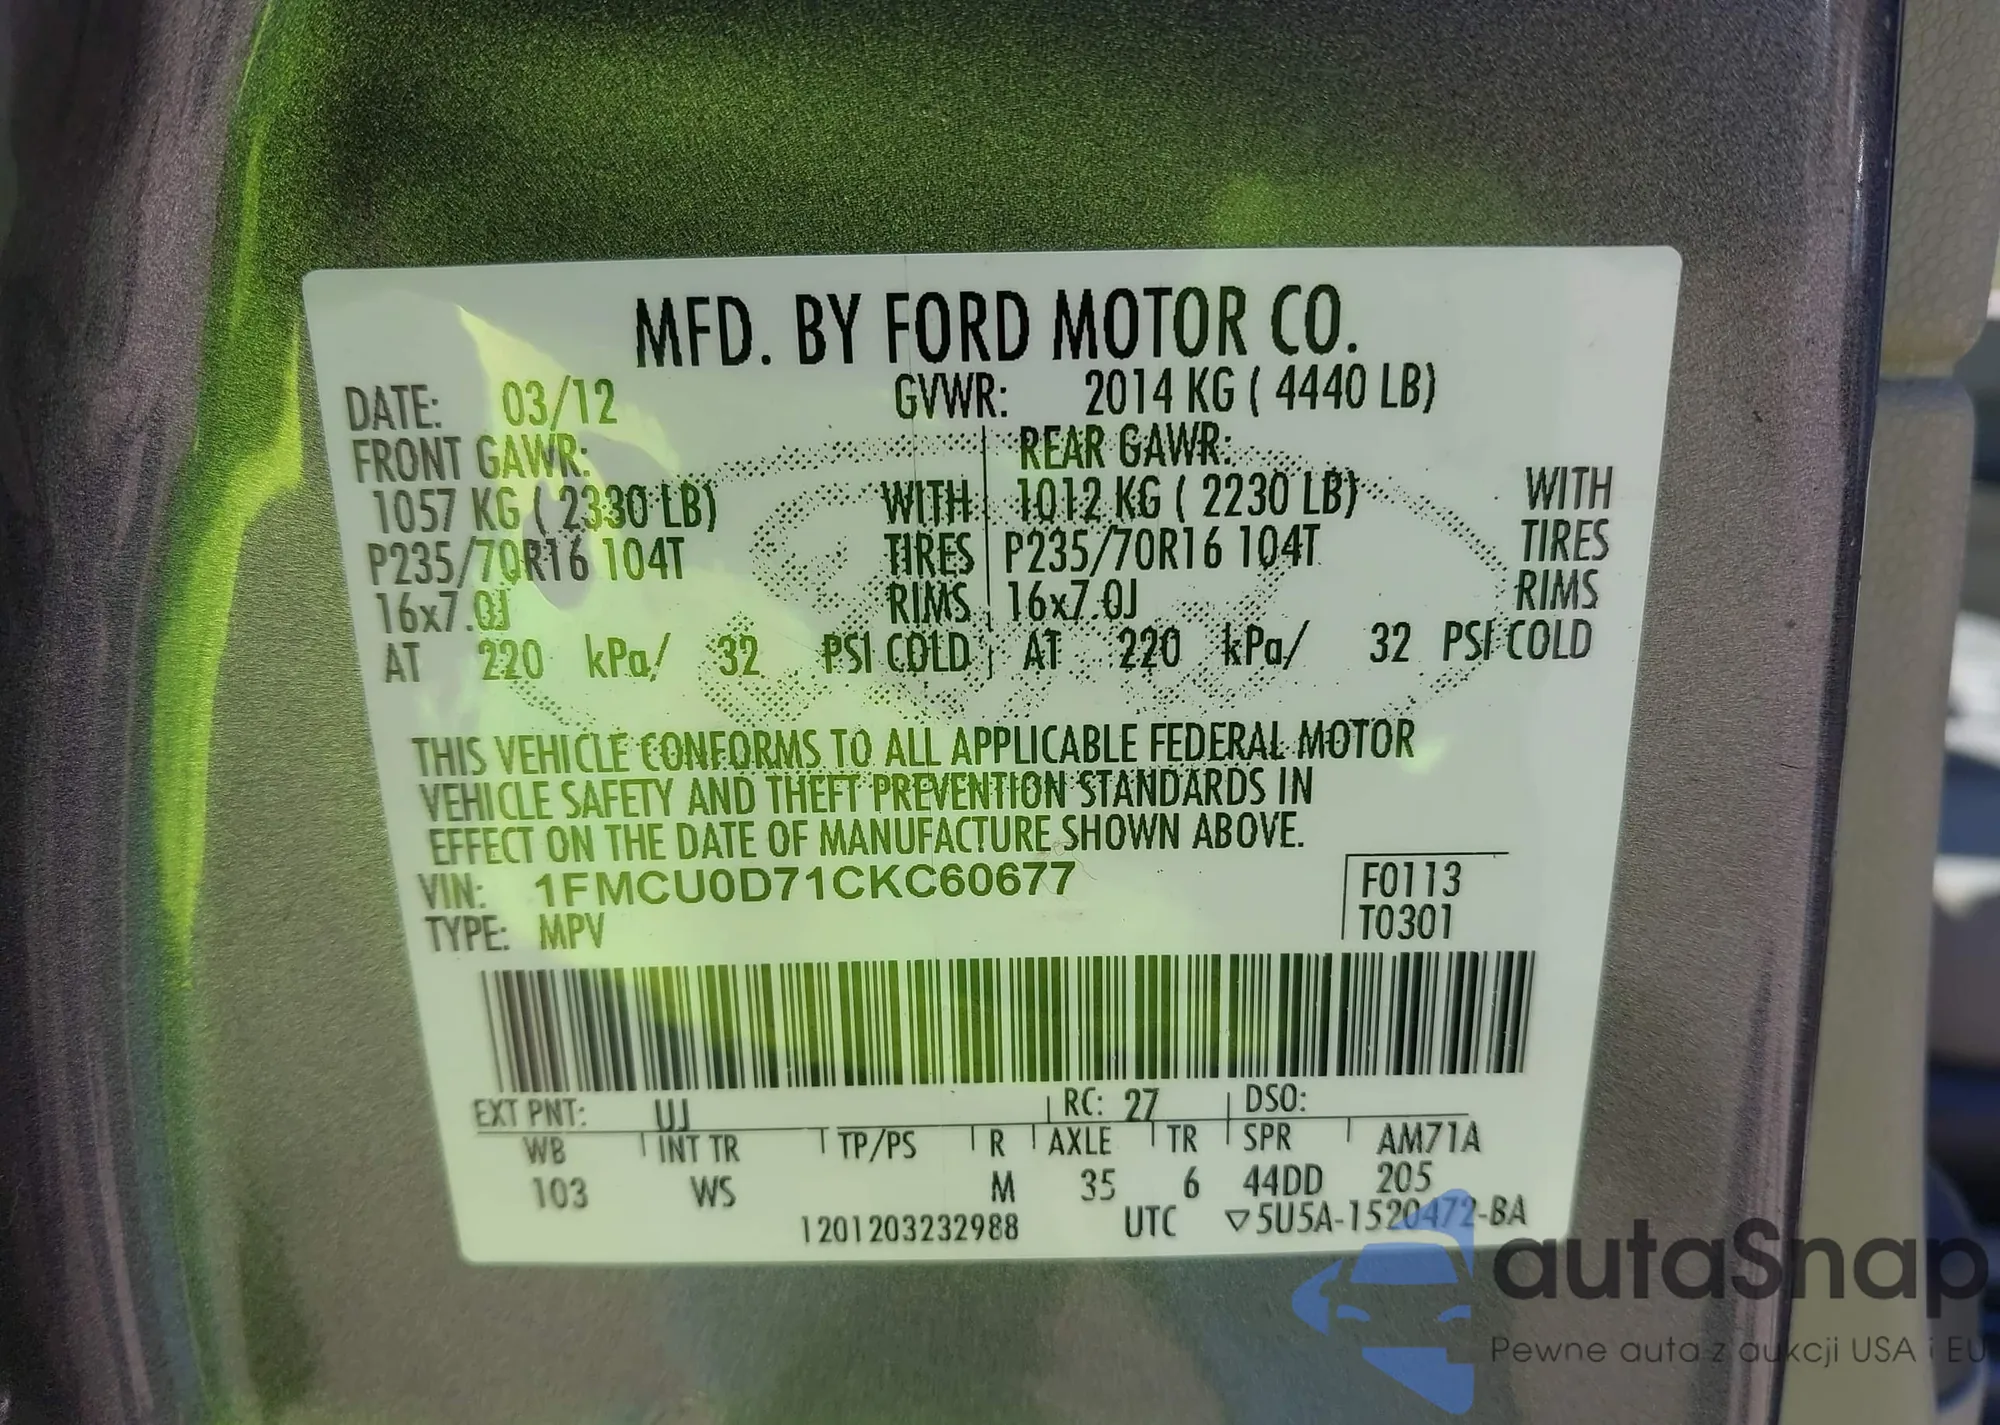 MFD. BY FORD MOTOR CO.
DATE: 03/12 GVWR: 2014 KG ( 4440 LB)
FRONT GAWR: REAR GAWR:
1057 KG ( 2330 LB) WITH 1012 KG ( 2230 LB) WITH
P235/70R16 104T TIRES P235/70R16 104T TIRES
16x7.0J RIMS 16x7.0J RIMS
AT 220 kPa/ 32 PSI COLD AT 220 kPa/ 32 PSI COLD
THIS VEHICLE CONFORMS TO ALL APPLICABLE FEDERAL MOTOR
VEHICLE SAFETY AND THEFT PREVENTION STANDARDS IN
EFFECT ON THE DATE OF MANUFACTURE SHOWN ABOVE.
VIN: 1FMCU0D71CKC60677 F0113
TYPE: MPV T0301
EXT PNT: UJ RC: 27 DSO:
WB INT TR TP/PS R AXLE TR SPR AM71A
103 WS M 35 6 44DD 205
1201203232988 UTC ▽5U5A-1520472-BA
autaSnap
Pewne auta z aukcji USA i EU